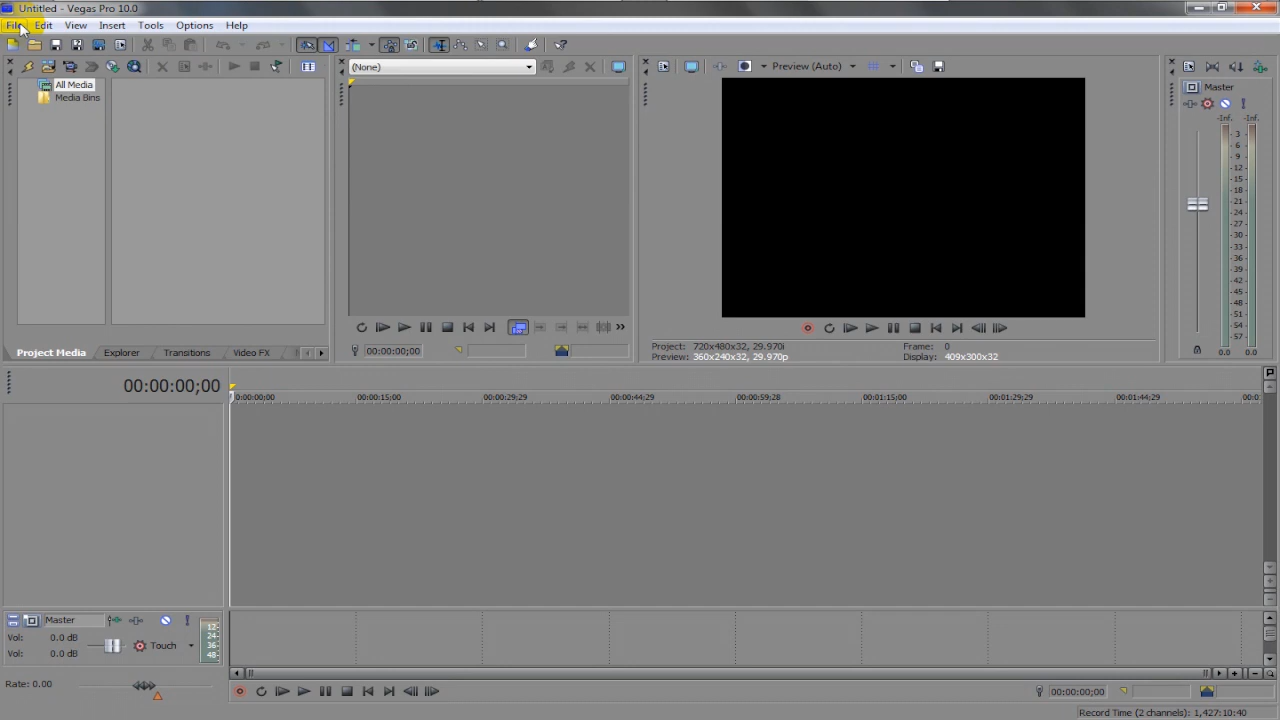 Untitled - Vegas Pro 10.0
File Edit View Insert Tools Options Help
(None)
Preview (Auto)
All Media
Media Bins
Master
-Inf. -Inf.
3
6
9
12
15
18
21
24
27
30
33
36
39
42
45
48
51
54
57
0.0 0.0
00:00:00;00
Project: 720x480x32, 29.970i
Preview: 360x240x32, 29.970p
Frame: 0
Display: 409x300x32
Project Media Explorer Transitions Video FX
00:00:00;00
0:00:00;00 00:00:15;00 00:00:29;29 00:00:44;29 00:00:59;28 00:01:15;00 00:01:29;29 00:01:44;29 00:0
Master
Vol: 0.0 dB
Vol: 0.0 dB
Touch
12
24
36
48
Rate: 0.00
00:00:00;00
Record Time (2 channels): 1,427:10:40